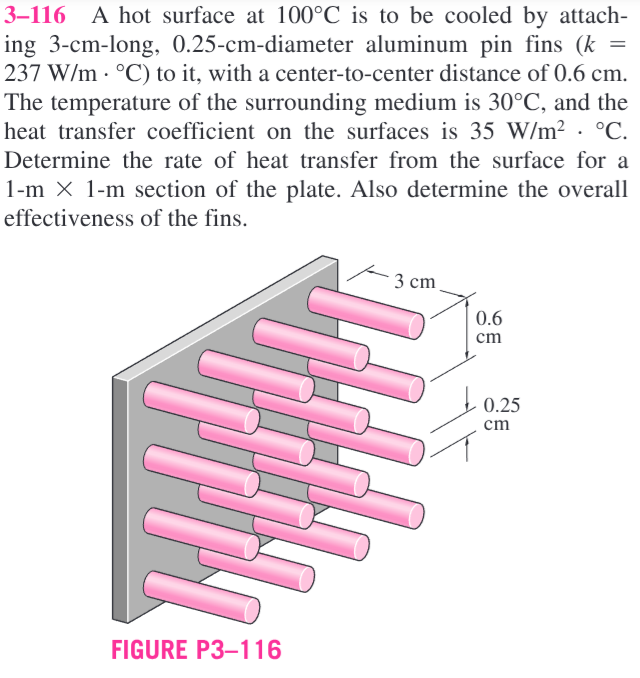 3–116 A hot surface at 100°C is to be cooled by attach-
ing 3-cm-long, 0.25-cm-diameter aluminum pin fins (k =
237 W/m · °C) to it, with a center-to-center distance of 0.6 cm.
The temperature of the surrounding medium is 30°C, and the
heat transfer coefficient on the surfaces is 35 W/m² · °C.
Determine the rate of heat transfer from the surface for a
1-m × 1-m section of the plate. Also determine the overall
effectiveness of the fins.
3 cm
0.6
cm
0.25
cm
FIGURE P3–116